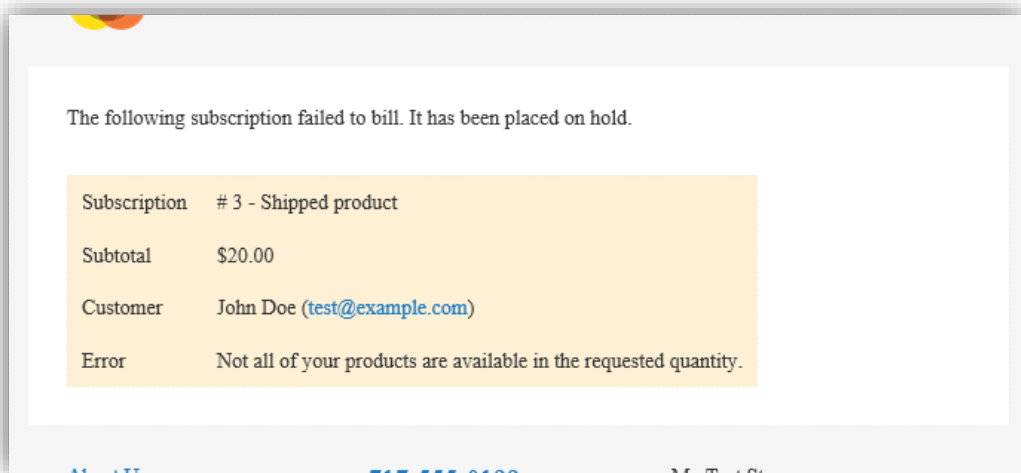 The following subscription failed to bill. It has been placed on hold.
Subscription # 3 - Shipped product
Subtotal $20.00
Customer John Doe (test@example.com)
Error Not all of your products are available in the requested quantity.